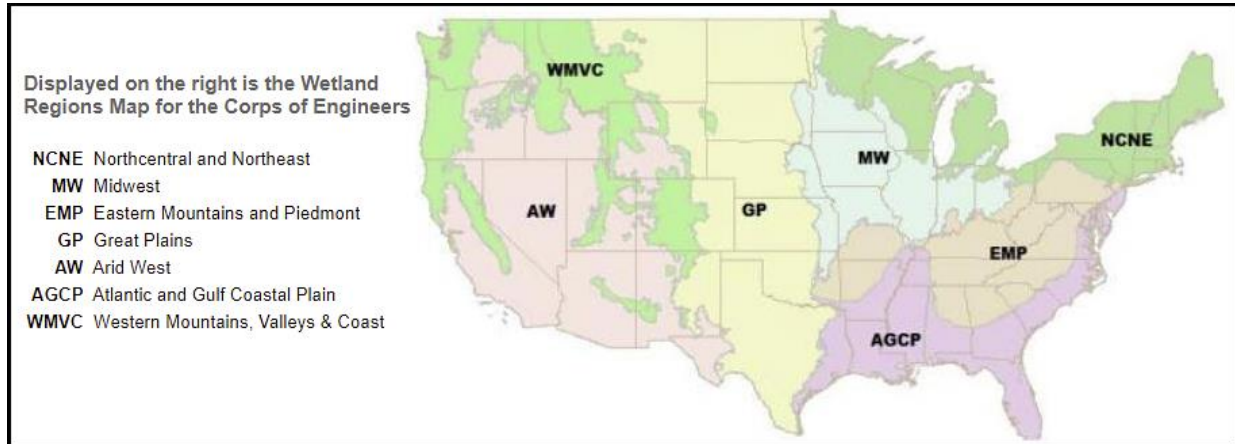 Displayed on the right is the Wetland
Regions Map for the Corps of Engineers
NCNE Northcentral and Northeast
MW Midwest
EMP Eastern Mountains and Piedmont
GP Great Plains
AW Arid West
AGCP Atlantic and Gulf Coastal Plain
WMVC Western Mountains, Valleys & Coast
WMVC
NCNE
MW
AW
GP
EMP
AGCP